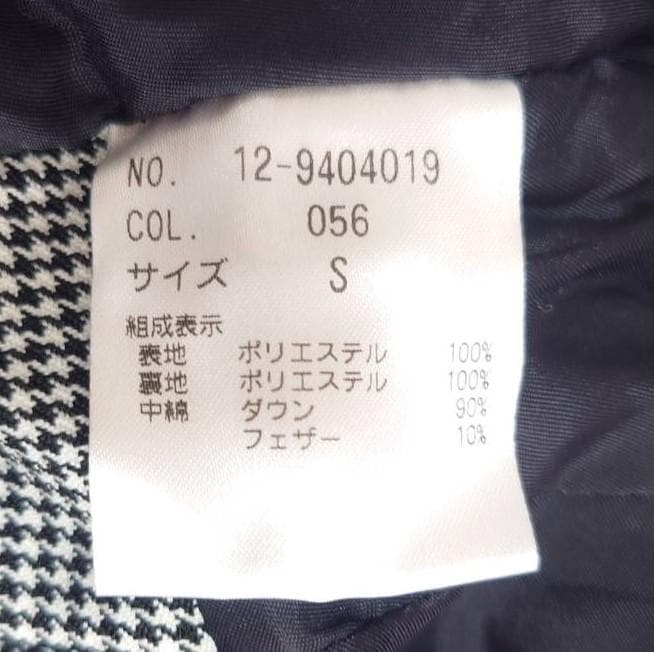 NO. 12-9404019
COL. 056
サイズ S
組成表示
表地 ポリエステル 100%
裏地 ポリエステル 100%
中綿 ダウン 90%
フェザー 10%